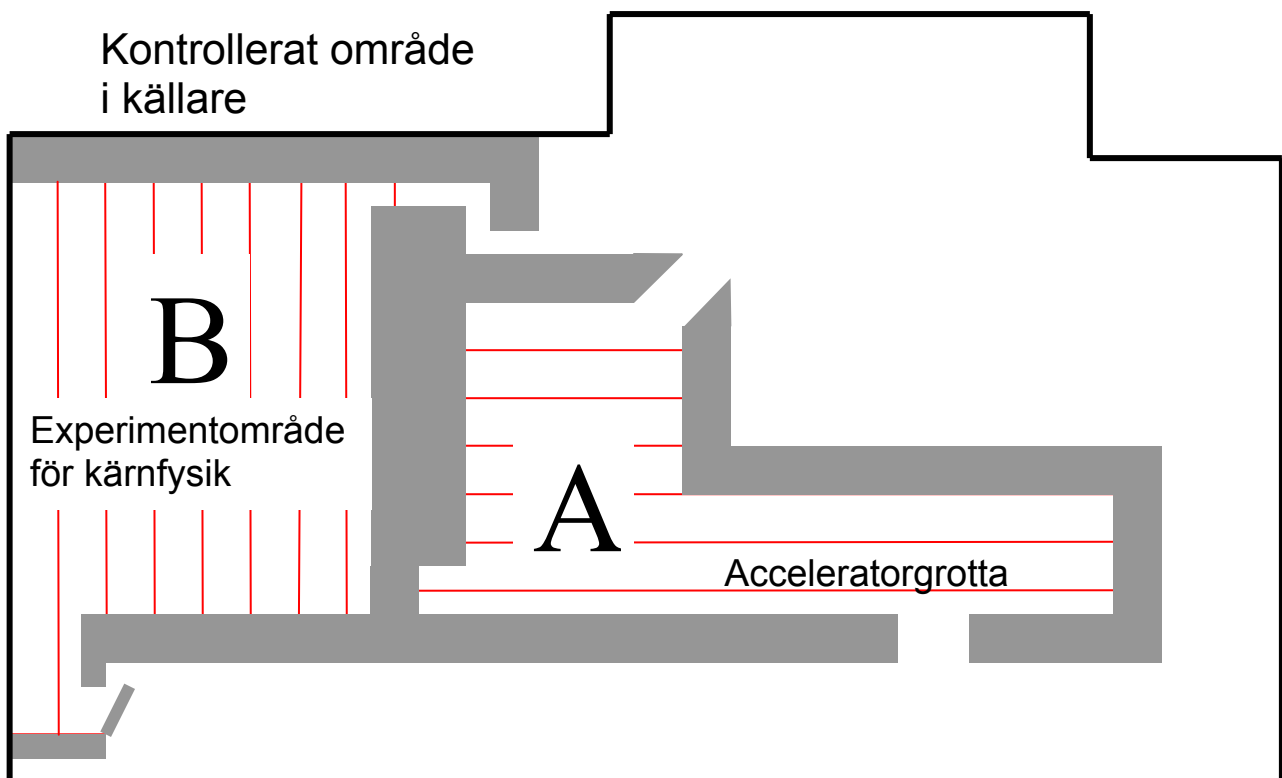 Kontrollerat område
i källare
B
Experimentområde
för kärnfysik
A
Acceleratorgrotta